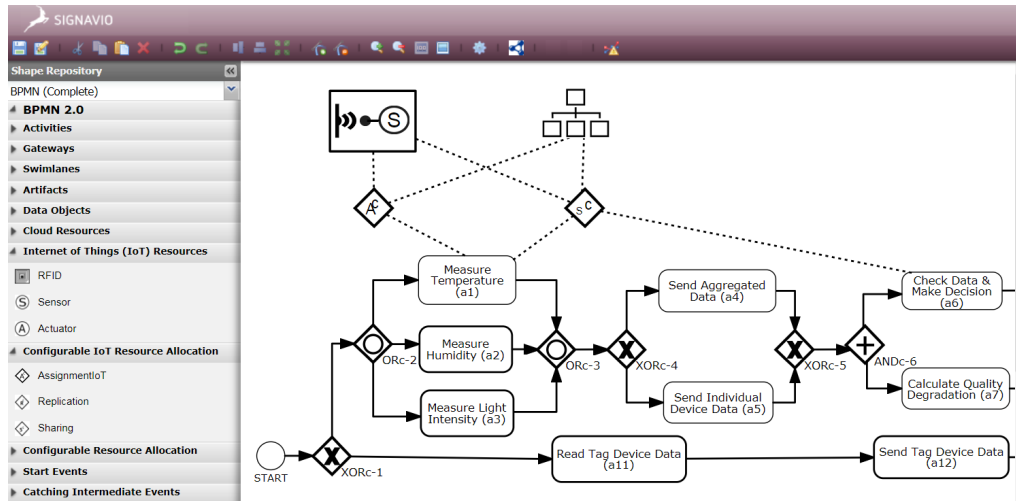 SIGNAVIO
Shape Repository
BPMN (Complete)
BPMN 2.0
Activities
Gateways
Swimlanes
Artifacts
Data Objects
Cloud Resources
Internet of Things (IoT) Resources
RFID
S Sensor
A Actuator
Configurable IoT Resource Allocation
AssignmentIoT
Replication
Sharing
Configurable Resource Allocation
Start Events
Catching Intermediate Events
S
A C
S C
Measure
Temperature
(a1)
Measure
Humidity (a2)
Measure Light
Intensity (a3)
ORc-2
ORc-3
Send Aggregated
Data (a4)
XORc-4
Send Individual
Device Data (a5)
XORc-5
Check Data &
Make Decision
(a6)
ANDc-6
Calculate Quality
Degradation (a7)
START
XORc-1
Read Tag Device Data
(a11)
Send Tag Device Data
(a12)